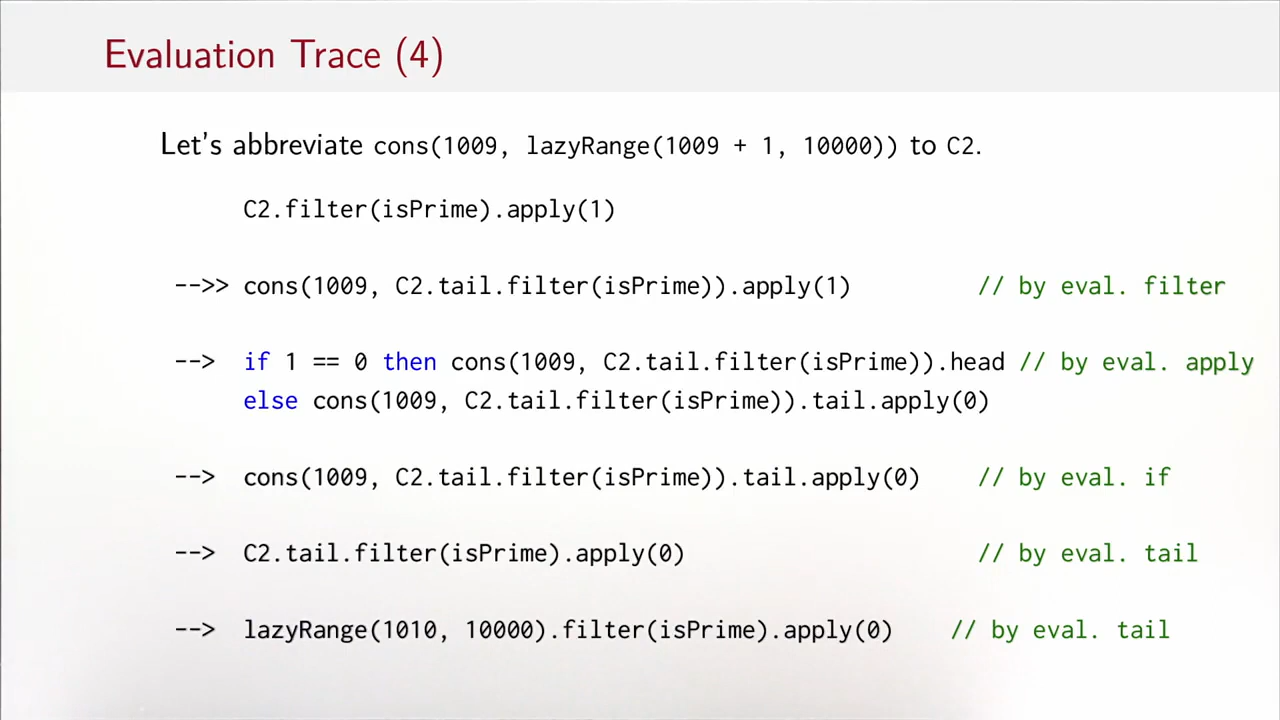 Evaluation Trace (4)
Let's abbreviate cons(1009, lazyRange(1009 + 1, 10000)) to C2.
C2.filter(isPrime).apply(1)
-->> cons(1009, C2.tail.filter(isPrime)).apply(1) // by eval. filter
--> if 1 == 0 then cons(1009, C2.tail.filter(isPrime)).head // by eval. apply
else cons(1009, C2.tail.filter(isPrime)).tail.apply(0)
--> cons(1009, C2.tail.filter(isPrime)).tail.apply(0) // by eval. if
--> C2.tail.filter(isPrime).apply(0) // by eval. tail
--> lazyRange(1010, 10000).filter(isPrime).apply(0) // by eval. tail